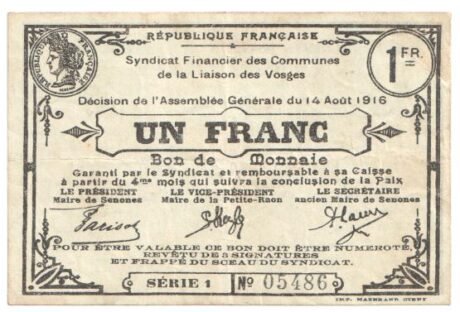 RÉPUBLIQUE FRANÇAISE
Syndicat Financier des Communes
de la Liaison des Vosges
1 FR.
Décision de l'Assemblée Générale du 14 Août 1916
UN FRANC
Bon de Monnaie
Garanti par le Syndicat et remboursable à sa Caisse
à partir du 4me mois qui suivra la conclusion de la Paix
LE PRÉSIDENT LE VICE-PRÉSIDENT LE SECRÉTAIRE
Maire de Senones Maire de la Petite-Raon ancien Maire de Senones
POUR ÊTRE VALABLE CE BON DOIT ÊTRE NUMEROTÉ,
REVÊTU DE 3 SIGNATURES
ET FRAPPÉ DU SCEAU DU SYNDICAT.
SÉRIE 1 No 05486